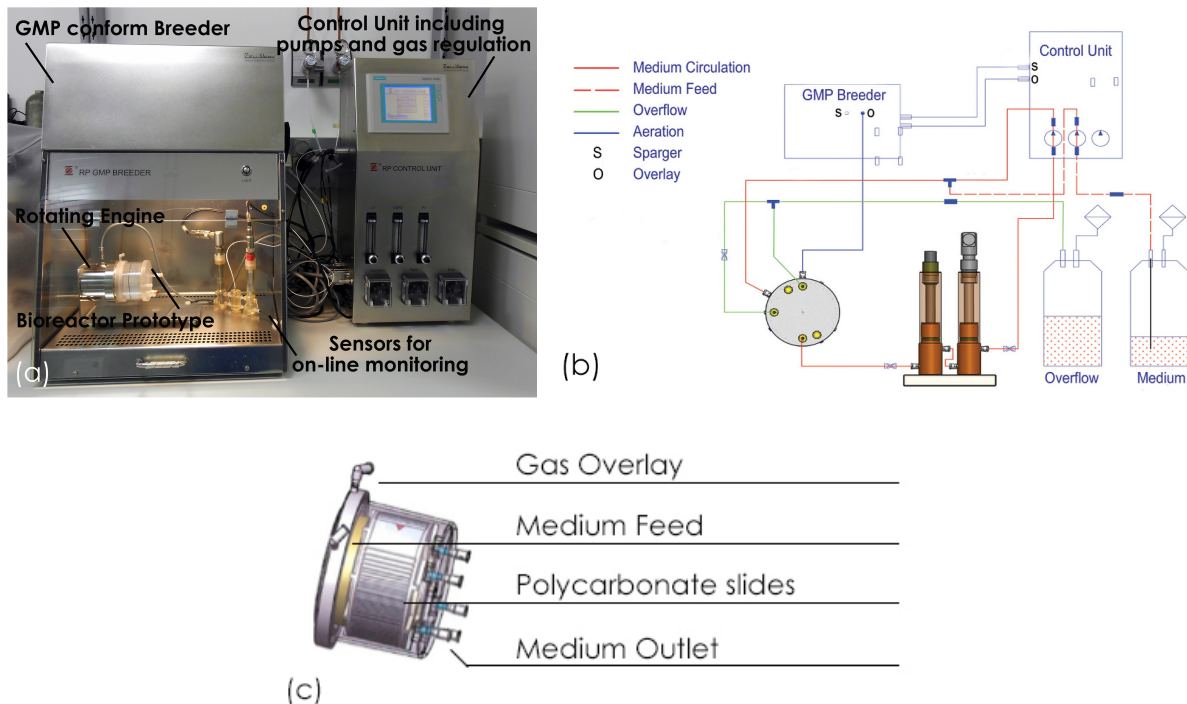 GMP conform Breeder
Control Unit including
pumps and gas regulation
RP GMP BREEDER
RP CONTROL UNIT
Rotating Engine
Bioreactor Prototype
Sensors for
on-line monitoring
(a)
Medium Circulation
Medium Feed
Overflow
Aeration
S Sparger
O Overlay
GMP Breeder
S O
Control Unit
S
O
Overflow
Medium
(b)
Gas Overlay
Medium Feed
Polycarbonate slides
Medium Outlet
(c)